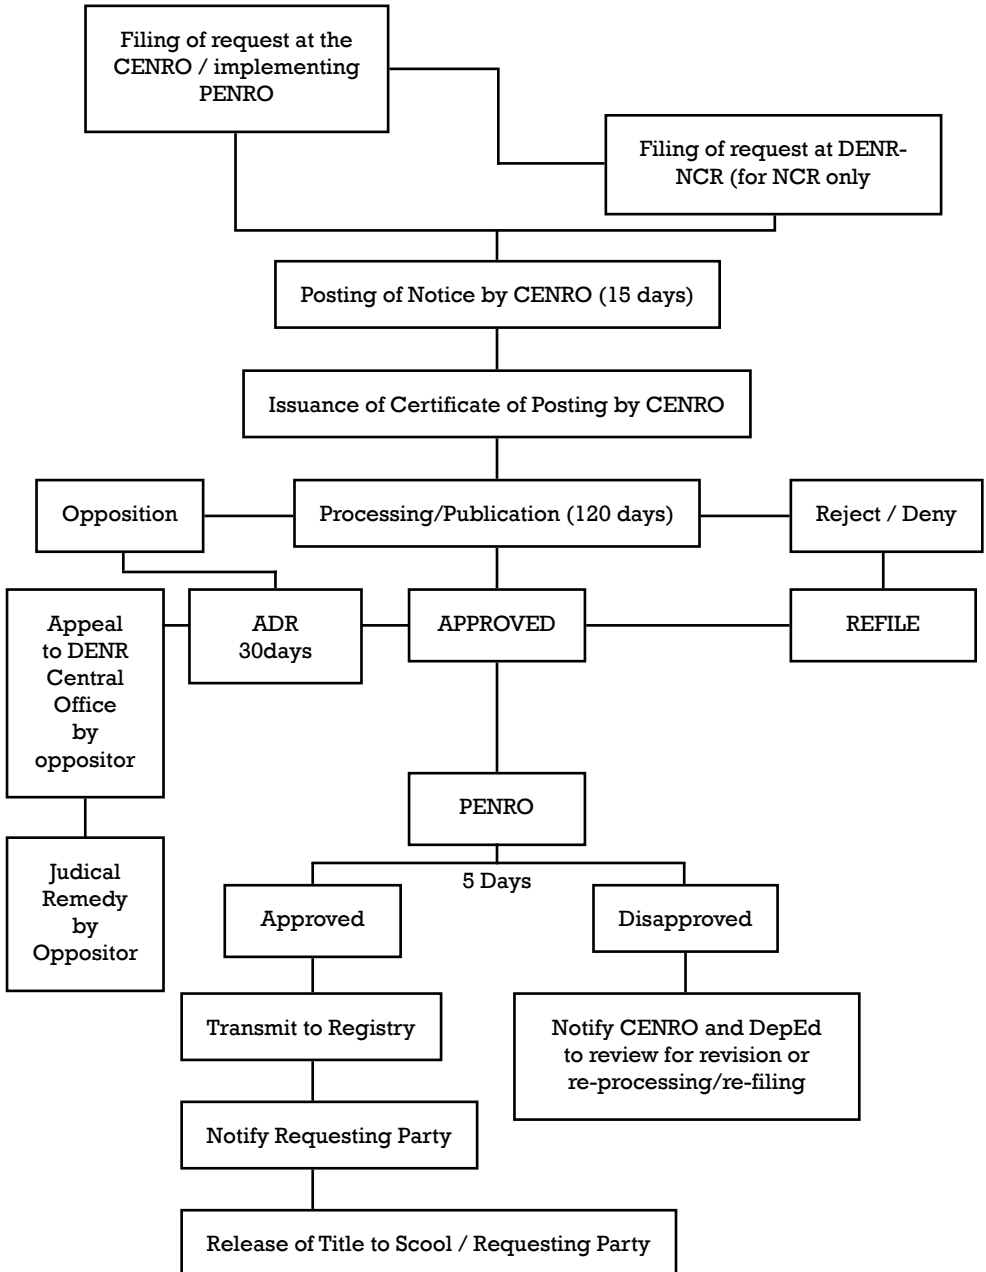 Filing of request at the
CENRO / implementing
PENRO
Filing of request at DENR-
NCR (for NCR only
Posting of Notice by CENRO (15 days)
Issuance of Certificate of Posting by CENRO
Opposition
Processing/Publication (120 days)
Reject / Deny
Appeal
to DENR
Central
Office
by
oppositor
ADR
30days
APPROVED
REFILE
PENRO
5 Days
Judical
Remedy
by
Oppositor
Approved
Disapproved
Transmit to Registry
Notify CENRO and DepEd
to review for revision or
re-processing/re-filing
Notify Requesting Party
Release of Title to Scool / Requesting Party